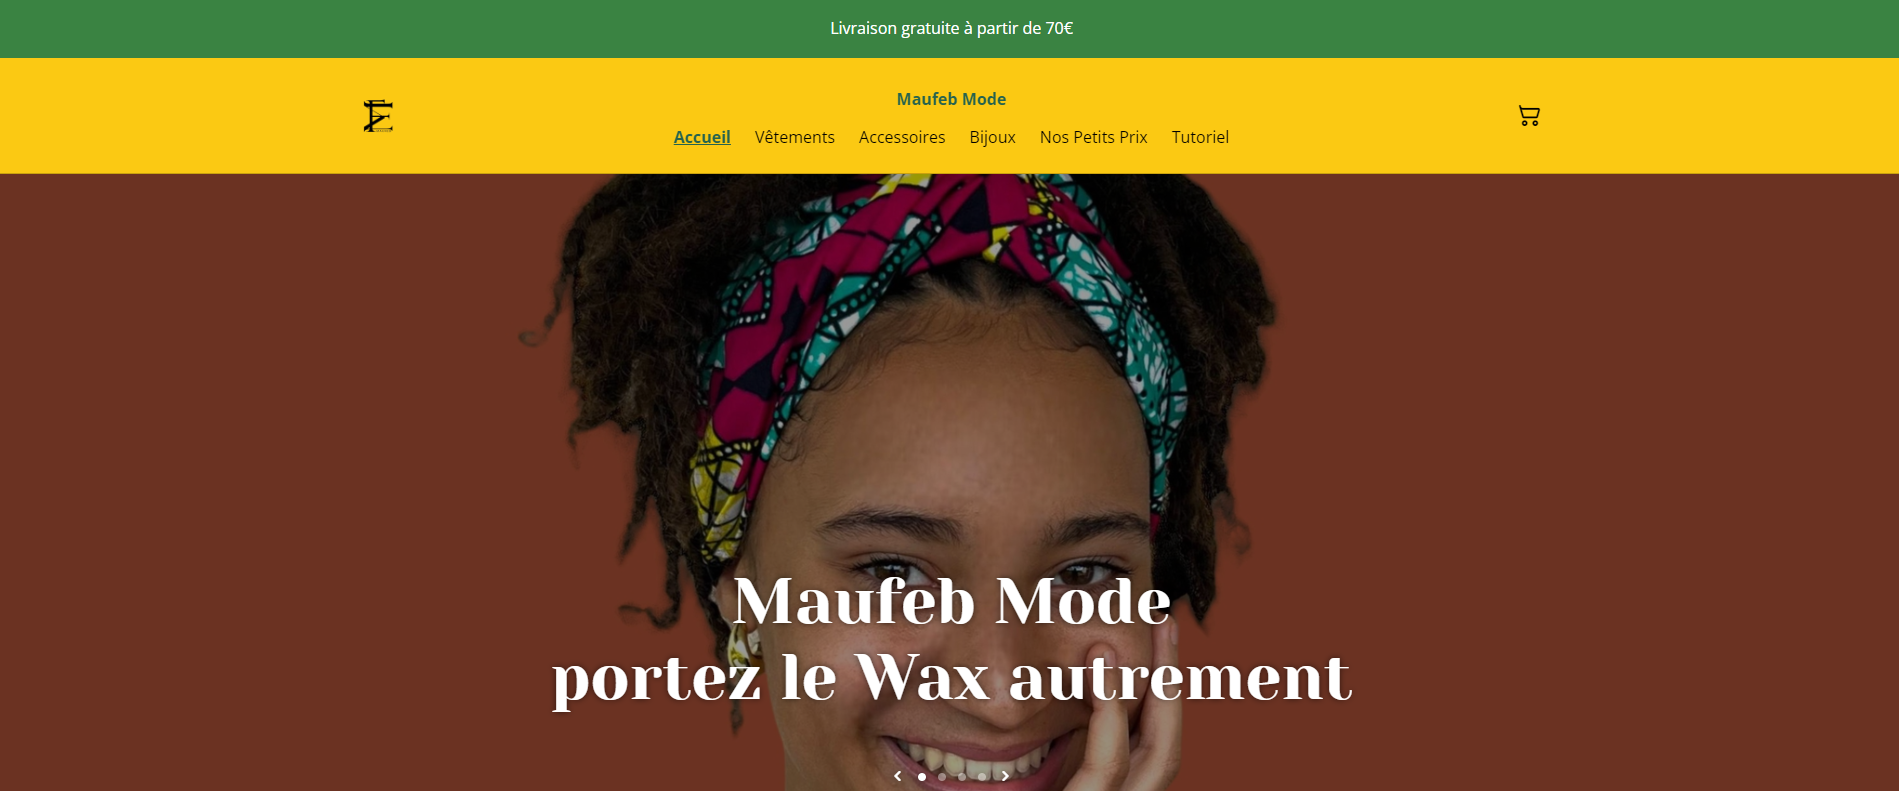 Livraison gratuite à partir de 70€
Maufeb Mode
Accueil Vêtements Accessoires Bijoux Nos Petits Prix Tutoriel
Maufeb Mode
portez le Wax autrement